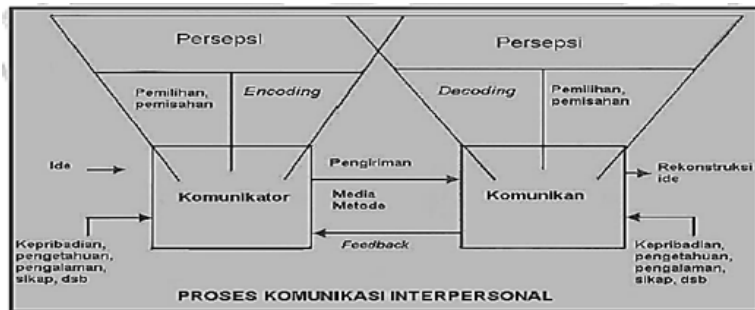 Persepsi
Persepsi
Pemilihan,
pemisahan
Encoding
Decoding
Pemilihan,
pemisahan
Ide
Komunikator
Pengiriman
Media
Metode
Feedback
Komunikan
Rekonstruksi
ide
Kepribadian,
pengetahuan,
pengalaman,
sikap, dsb
Kepribadian,
pengetahuan,
pengalaman,
sikap, dsb
PROSES KOMUNIKASI INTERPERSONAL